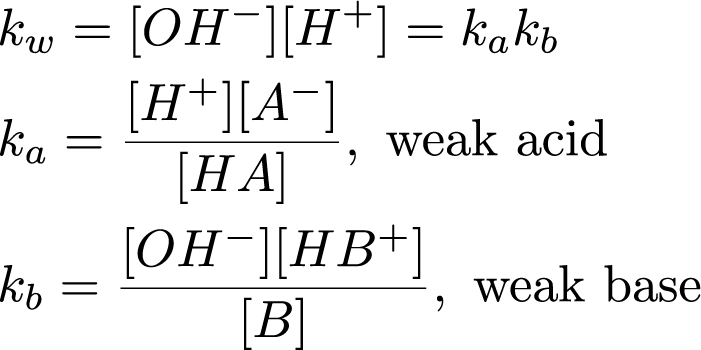 k_w = [OH⁻][H⁺] = k_a k_b
k_a = \frac{[H⁺][A⁻]}{[HA]}, weak acid
k_b = \frac{[OH⁻][HB⁺]}{[B]}, weak base